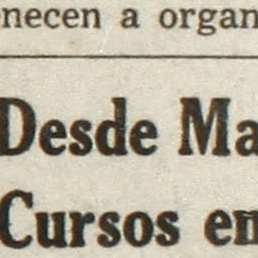 necen a organ
Desde Ma
Cursos en